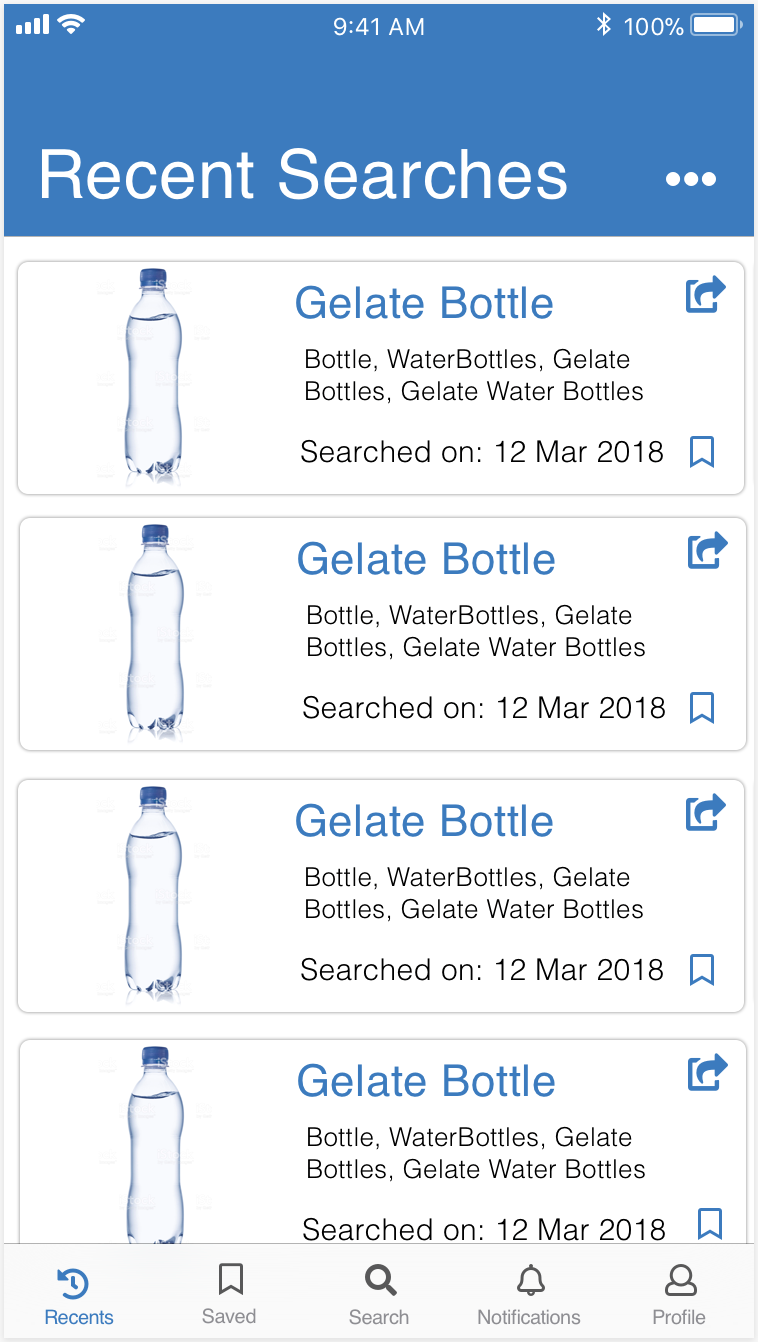 9:41 AM 100%
Recent Searches
Gelate Bottle
Bottle, WaterBottles, Gelate
Bottles, Gelate Water Bottles
Searched on: 12 Mar 2018
Gelate Bottle
Bottle, WaterBottles, Gelate
Bottles, Gelate Water Bottles
Searched on: 12 Mar 2018
Gelate Bottle
Bottle, WaterBottles, Gelate
Bottles, Gelate Water Bottles
Searched on: 12 Mar 2018
Gelate Bottle
Bottle, WaterBottles, Gelate
Bottles, Gelate Water Bottles
Searched on: 12 Mar 2018
Recents Saved Search Notifications Profile